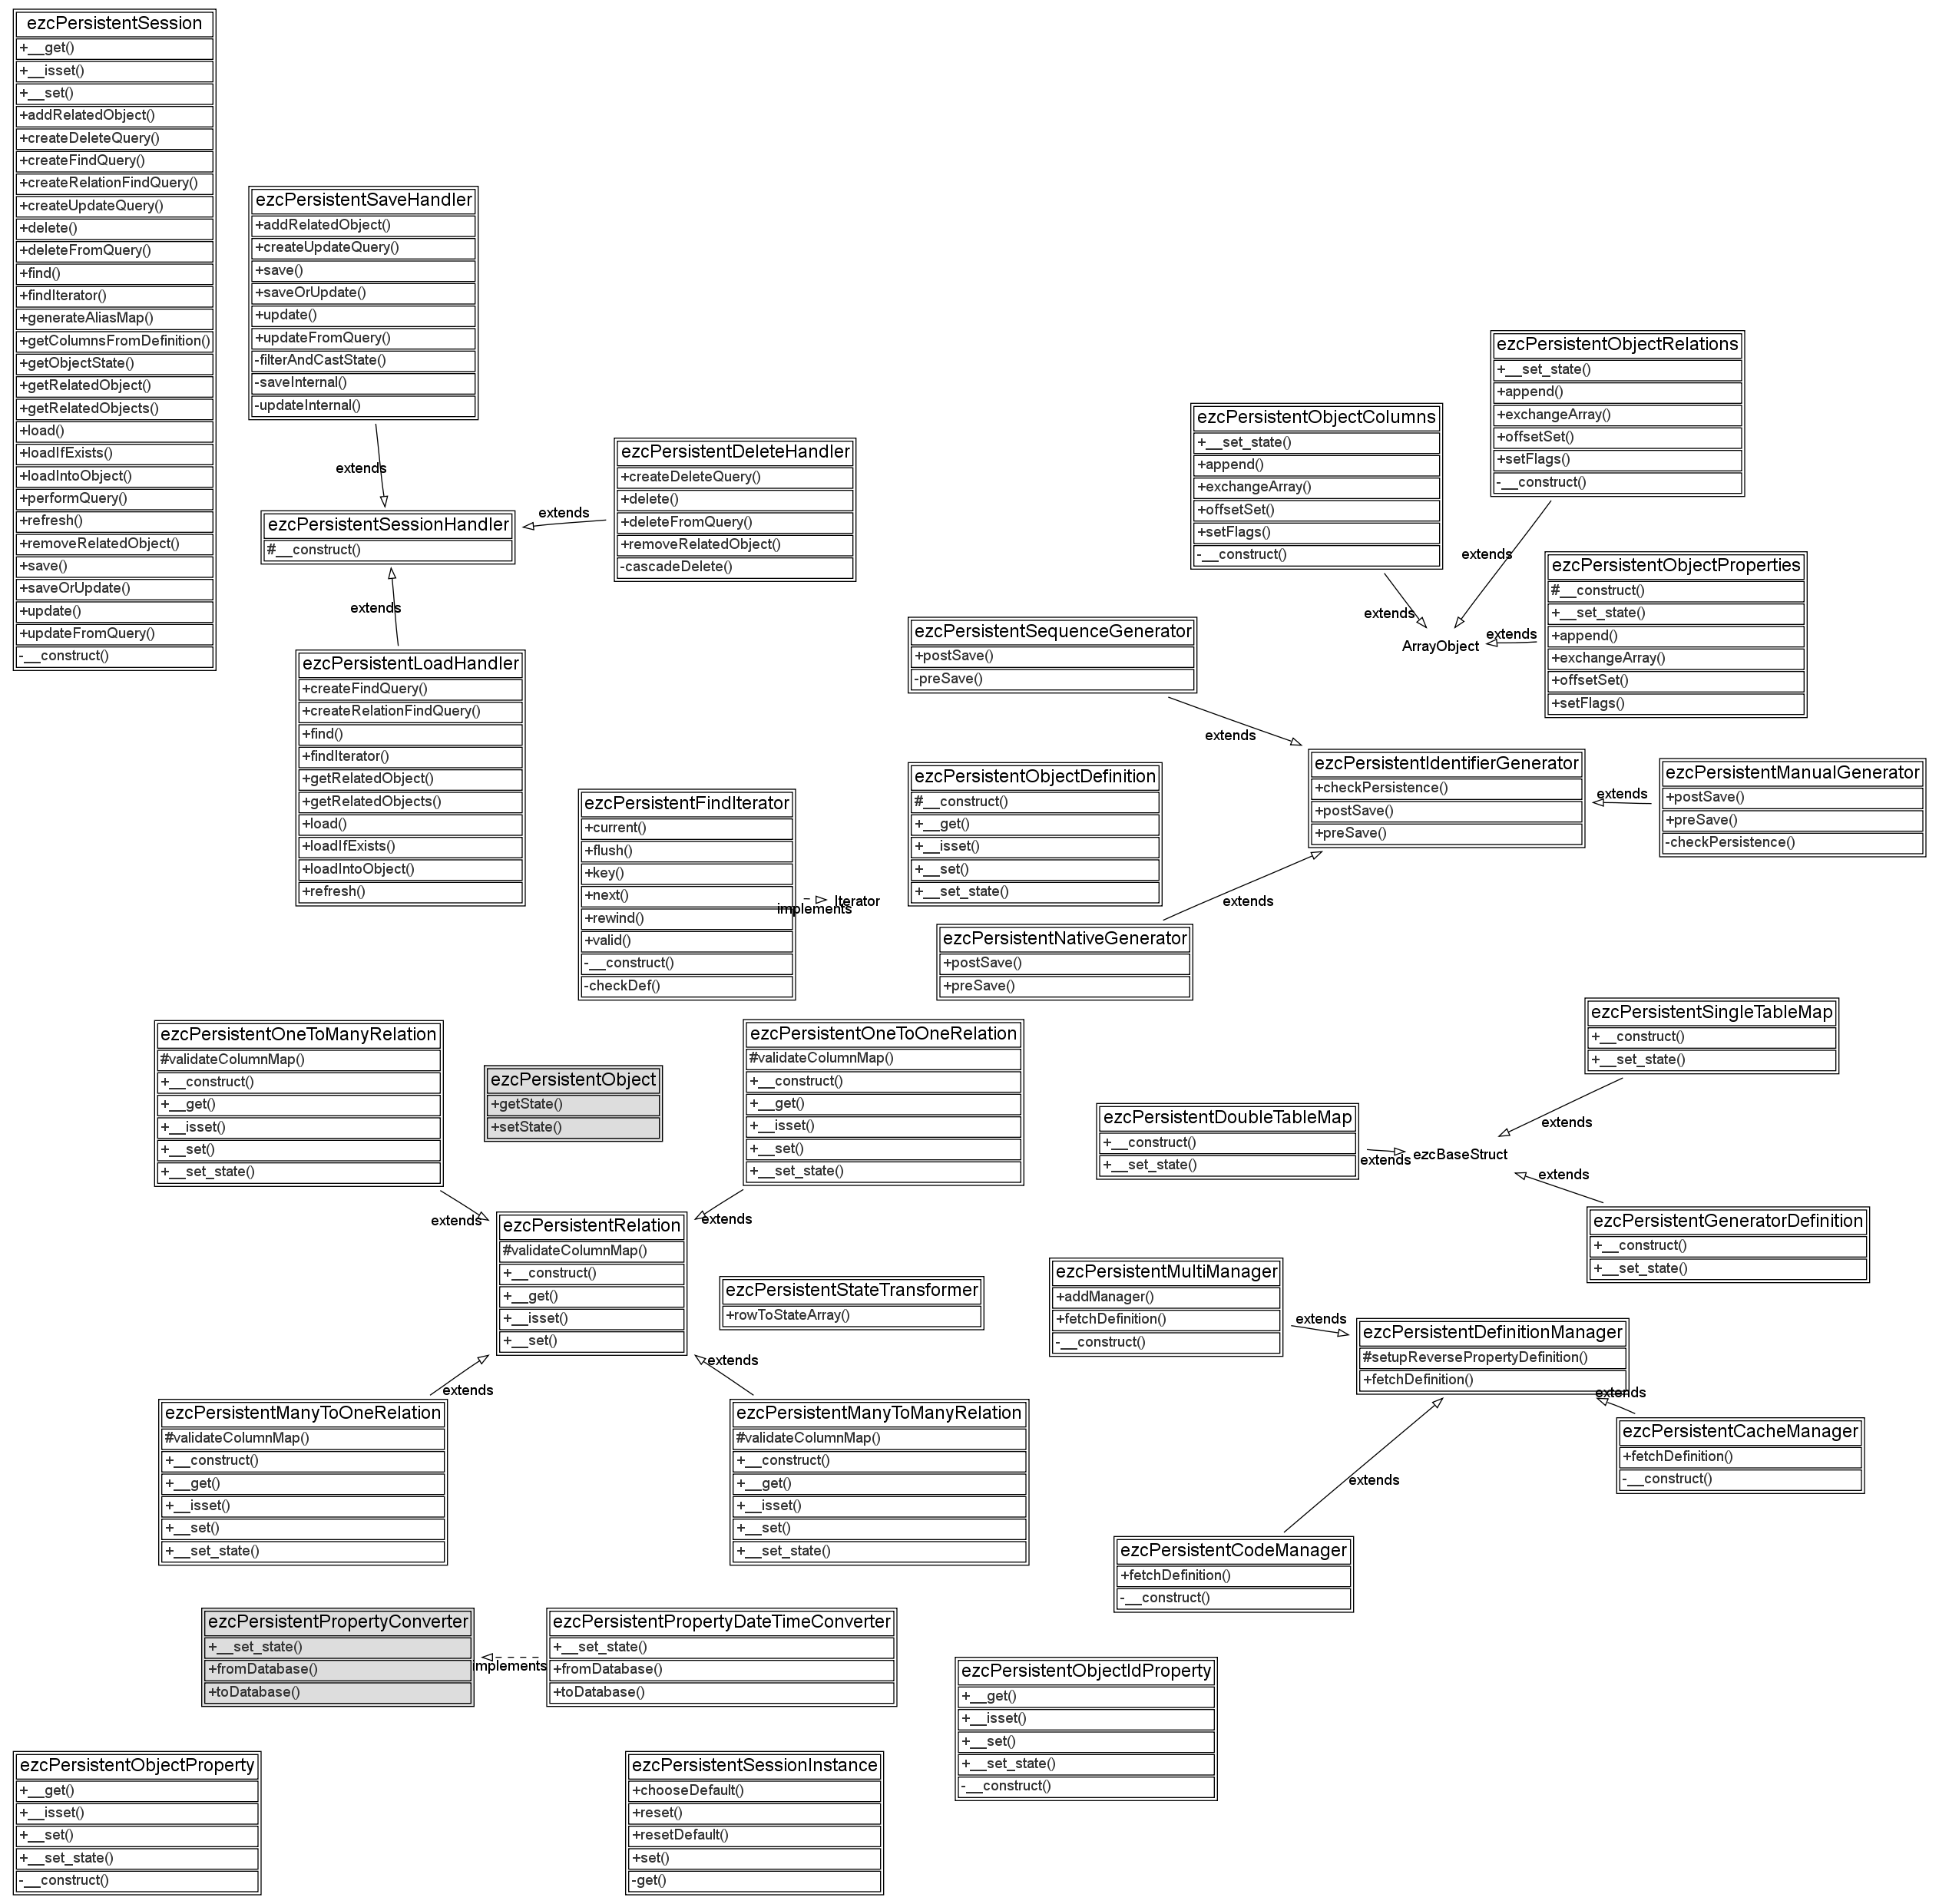 ezcPersistentSession
+__get()
+__isset()
+__set()
+addRelatedObject()
+createDeleteQuery()
+createFindQuery()
+createRelationFindQuery()
+createUpdateQuery()
+delete()
+deleteFromQuery()
+find()
+findIterator()
+generateAliasMap()
+getColumnsFromDefinition()
+getObjectState()
+getRelatedObject()
+getRelatedObjects()
+load()
+loadIfExists()
+loadIntoObject()
+performQuery()
+refresh()
+removeRelatedObject()
+save()
+saveOrUpdate()
+update()
+updateFromQuery()
-__construct()
ezcPersistentSaveHandler
+addRelatedObject()
+createUpdateQuery()
+save()
+saveOrUpdate()
+update()
+updateFromQuery()
-filterAndCastState()
-saveInternal()
-updateInternal()
extends
ezcPersistentSessionHandler
#__construct()
extends
ezcPersistentDeleteHandler
+createDeleteQuery()
+delete()
+deleteFromQuery()
+removeRelatedObject()
-cascadeDelete()
extends
ezcPersistentLoadHandler
+createFindQuery()
+createRelationFindQuery()
+find()
+findIterator()
+getRelatedObject()
+getRelatedObjects()
+load()
+loadIfExists()
+loadIntoObject()
+refresh()
ezcPersistentObjectRelations
+__set_state()
+append()
+exchangeArray()
+offsetSet()
+setFlags()
-__construct()
extends
ezcPersistentObjectColumns
+__set_state()
+append()
+exchangeArray()
+offsetSet()
+setFlags()
-__construct()
extends
ArrayObject
extends
ezcPersistentObjectProperties
#__construct()
+__set_state()
+append()
+exchangeArray()
+offsetSet()
+setFlags()
ezcPersistentSequenceGenerator
+postSave()
-preSave()
extends
ezcPersistentIdentifierGenerator
+checkPersistence()
+postSave()
+preSave()
extends
ezcPersistentManualGenerator
+postSave()
+preSave()
-checkPersistence()
extends
ezcPersistentNativeGenerator
+postSave()
+preSave()
ezcPersistentObjectDefinition
#__construct()
+__get()
+__isset()
+__set()
+__set_state()
ezcPersistentFindIterator
+current()
+flush()
+key()
+next()
+rewind()
+valid()
-__construct()
-checkDef()
implements
Iterator
ezcPersistentOneToManyRelation
#validateColumnMap()
+__construct()
+__get()
+__isset()
+__set()
+__set_state()
extends
ezcPersistentObject
+getState()
+setState()
ezcPersistentOneToOneRelation
#validateColumnMap()
+__construct()
+__get()
+__isset()
+__set()
+__set_state()
extends
ezcPersistentRelation
#validateColumnMap()
+__construct()
+__get()
+__isset()
+__set()
ezcPersistentStateTransformer
+rowToStateArray()
extends
ezcPersistentManyToOneRelation
#validateColumnMap()
+__construct()
+__get()
+__isset()
+__set()
+__set_state()
extends
ezcPersistentManyToManyRelation
#validateColumnMap()
+__construct()
+__get()
+__isset()
+__set()
+__set_state()
ezcPersistentSingleTableMap
+__construct()
+__set_state()
extends
ezcPersistentDoubleTableMap
+__construct()
+__set_state()
extends
ezcBaseStruct
extends
ezcPersistentGeneratorDefinition
+__construct()
+__set_state()
ezcPersistentMultiManager
+addManager()
+fetchDefinition()
-__construct()
extends
ezcPersistentDefinitionManager
#setupReversePropertyDefinition()
+fetchDefinition()
extends
ezcPersistentCacheManager
+fetchDefinition()
-__construct()
extends
ezcPersistentCodeManager
+fetchDefinition()
-__construct()
ezcPersistentPropertyConverter
+__set_state()
+fromDatabase()
+toDatabase()
implements
ezcPersistentPropertyDateTimeConverter
+__set_state()
+fromDatabase()
+toDatabase()
ezcPersistentObjectIdProperty
+__get()
+__isset()
+__set()
+__set_state()
-__construct()
ezcPersistentObjectProperty
+__get()
+__isset()
+__set()
+__set_state()
-__construct()
ezcPersistentSessionInstance
+chooseDefault()
+reset()
+resetDefault()
+set()
-get()